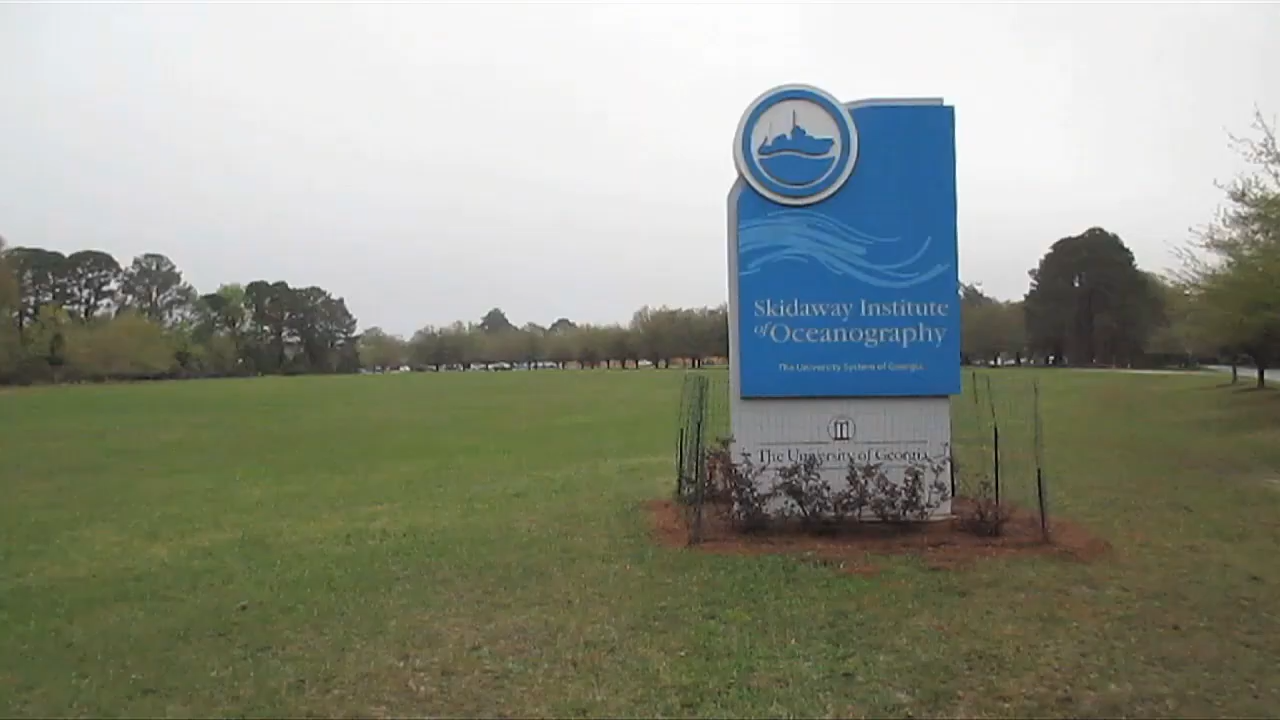 Skidaway Institute
of Oceanography
The University System of Georgia
The University of Georgia